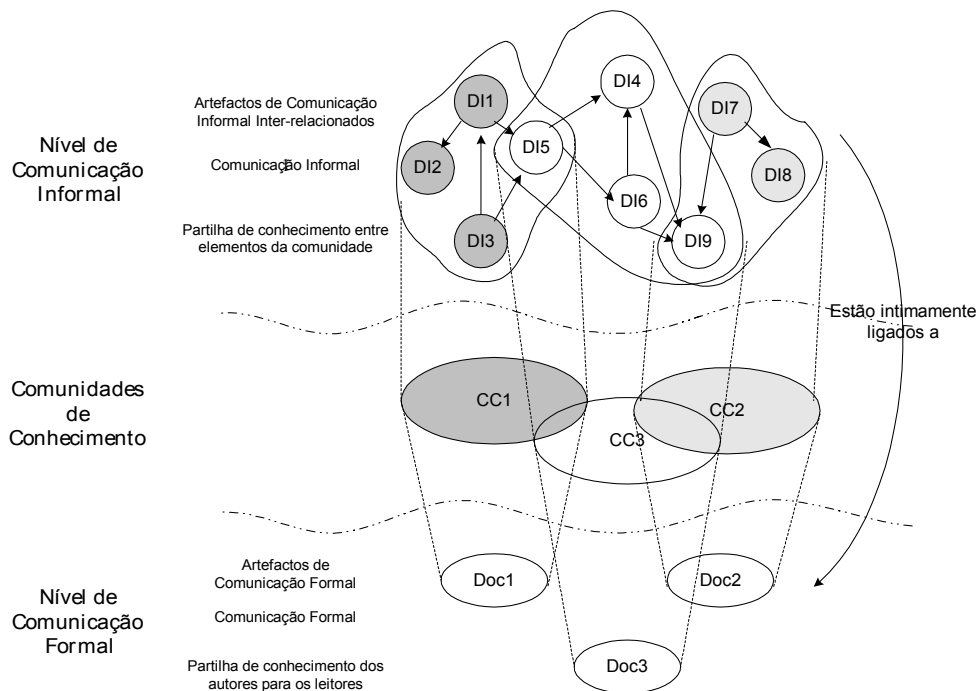 Artefactos de Comunicação
Informal Inter-relacionados
Nível de
Comunicação
Informal
Comunicação Informal
Partilha de conhecimento entre
elementos da comunidade
DI1
DI2
DI3
DI5
DI4
DI6
DI9
DI7
DI8
Estão intimamente
ligados a
Comunidades
de
Conhecimento
CC1
CC3
CC2
Nível de
Comunicação
Formal
Artefactos de
Comunicação Formal
Comunicação Formal
Partilha de conhecimento dos
autores para os leitores
Doc1
Doc2
Doc3